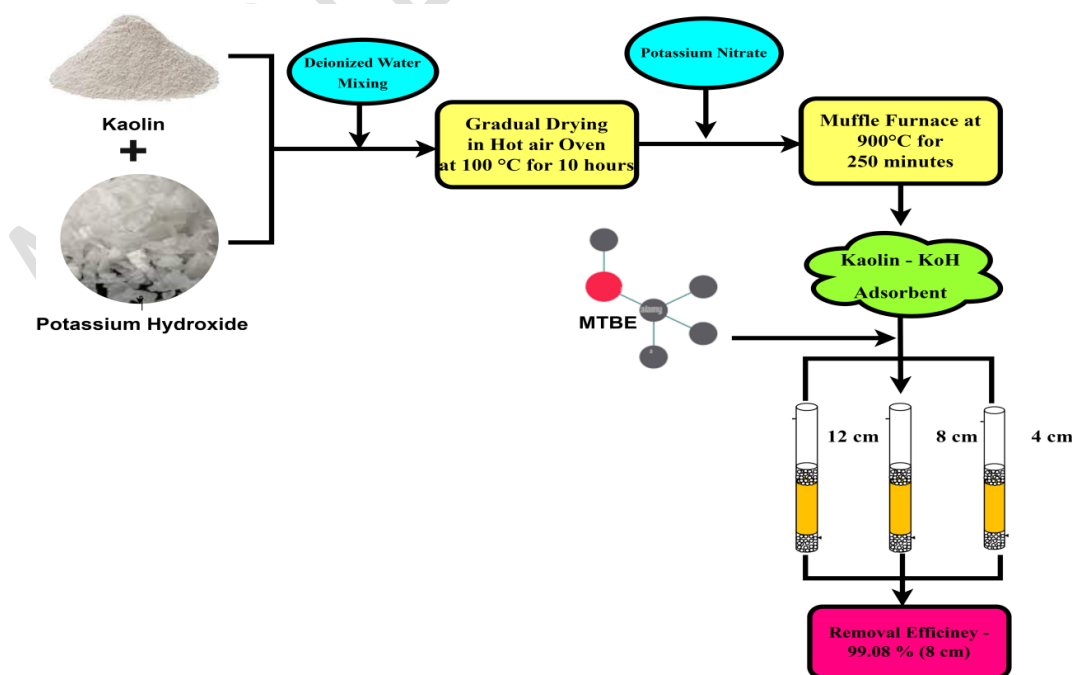 Kaolin
+
Potassium Hydroxide
Deionized Water
Mixing
Gradual Drying
in Hot air Oven
at 100 °C for 10 hours
Potassium Nitrate
Muffle Furnace at
900°C for
250 minutes
Kaolin - KoH
Adsorbent
MTBE
12 cm
8 cm
4 cm
Removal Efficiney -
99.08 % (8 cm)